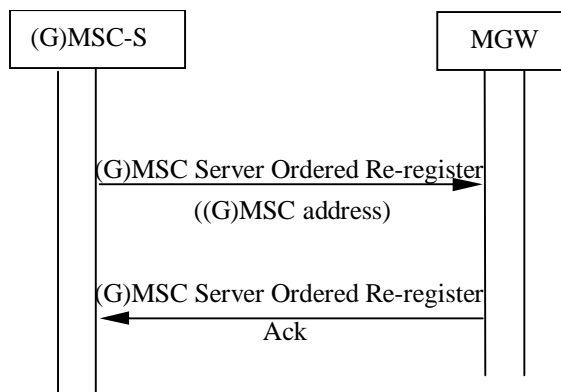 (G)MSC-S
MGW
(G)MSC Server Ordered Re-register
((G)MSC address)
(G)MSC Server Ordered Re-register
Ack